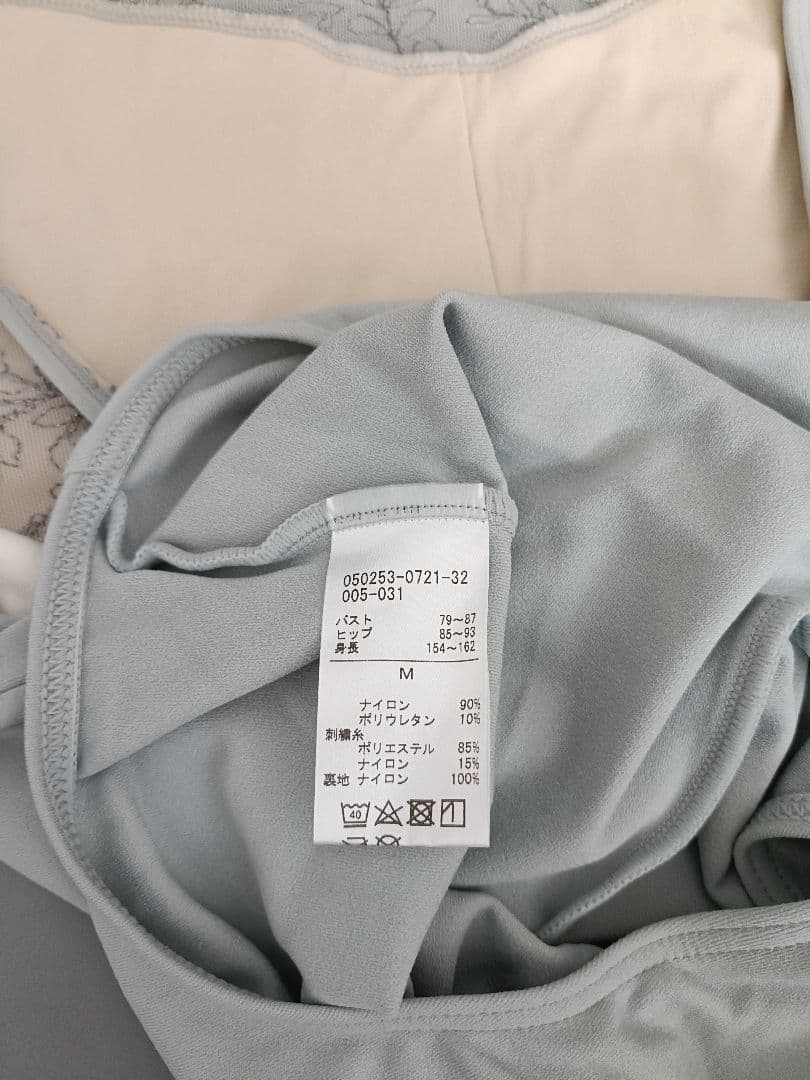 050253-0721-32
005-031
バスト 79～87
ヒップ 85～93
身長 154～162
M
ナイロン 90%
ポリウレタン 10%
刺繍糸
ポリエステル 85%
ナイロン 15%
裏地 ナイロン 100%
40